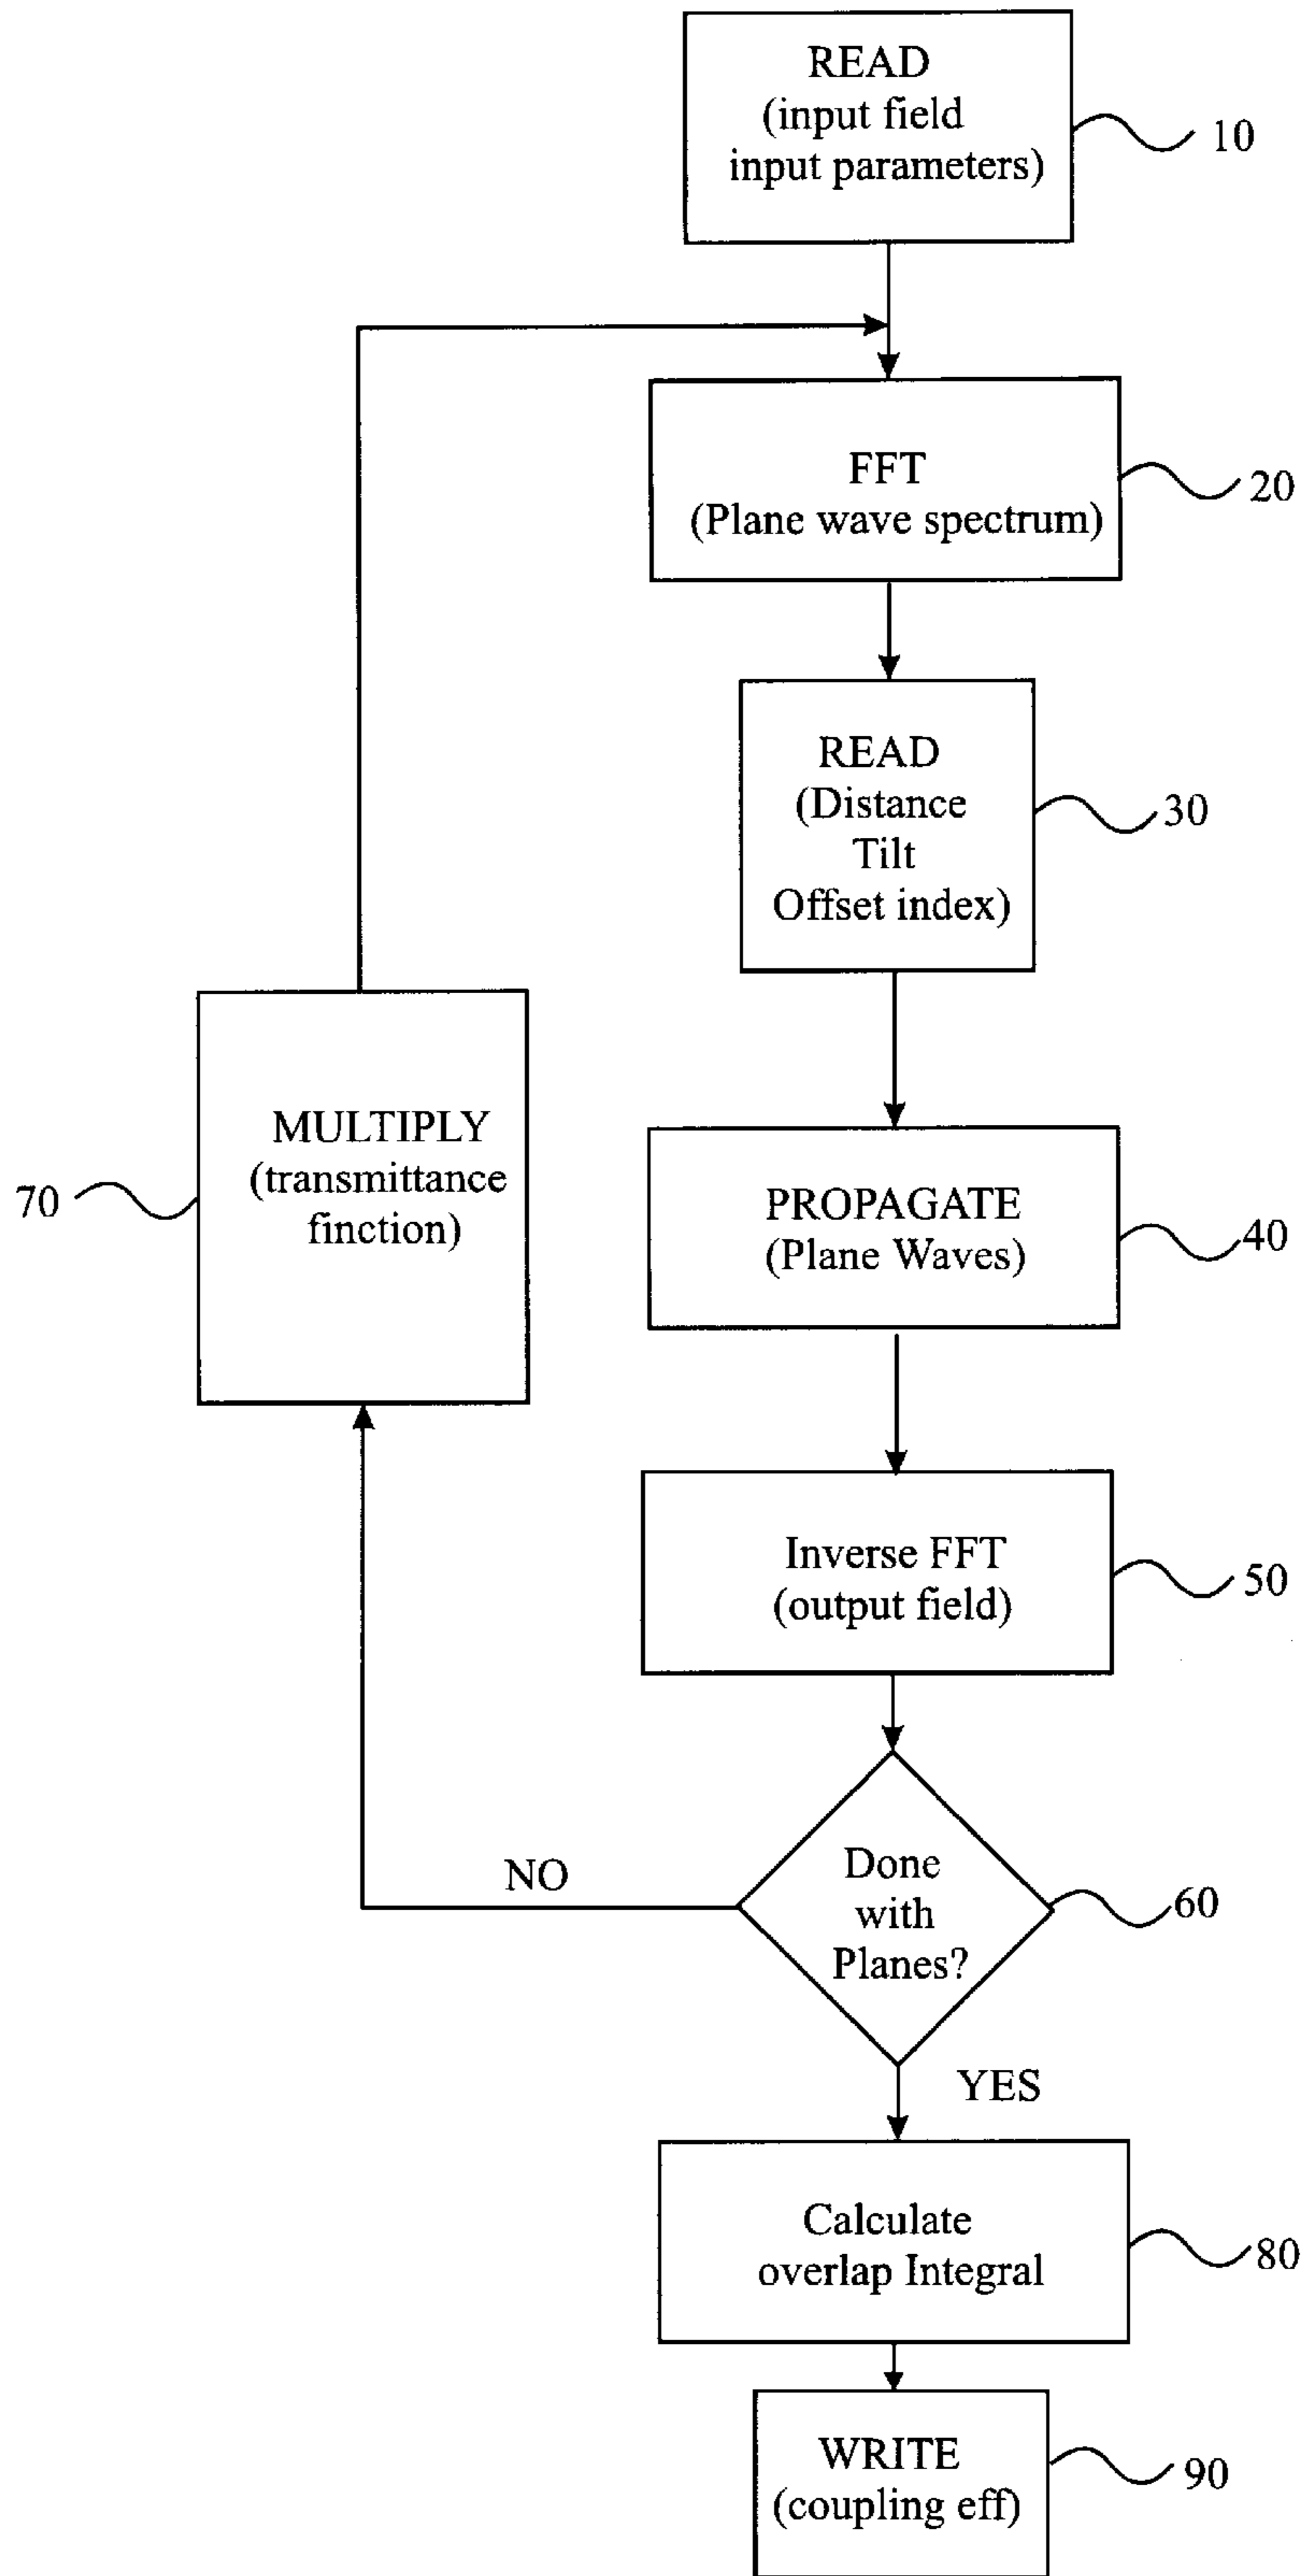 READ
(input field
input parameters)
10
FFT
(Plane wave spectrum)
20
READ
(Distance
Tilt
Offset index)
30
MULTIPLY
(transmittance
finction)
70
PROPAGATE
(Plane Waves)
40
Inverse FFT
(output field)
50
Done
with
Planes?
60
NO
YES
Calculate
overlap Integral
80
WRITE
(coupling eff)
90